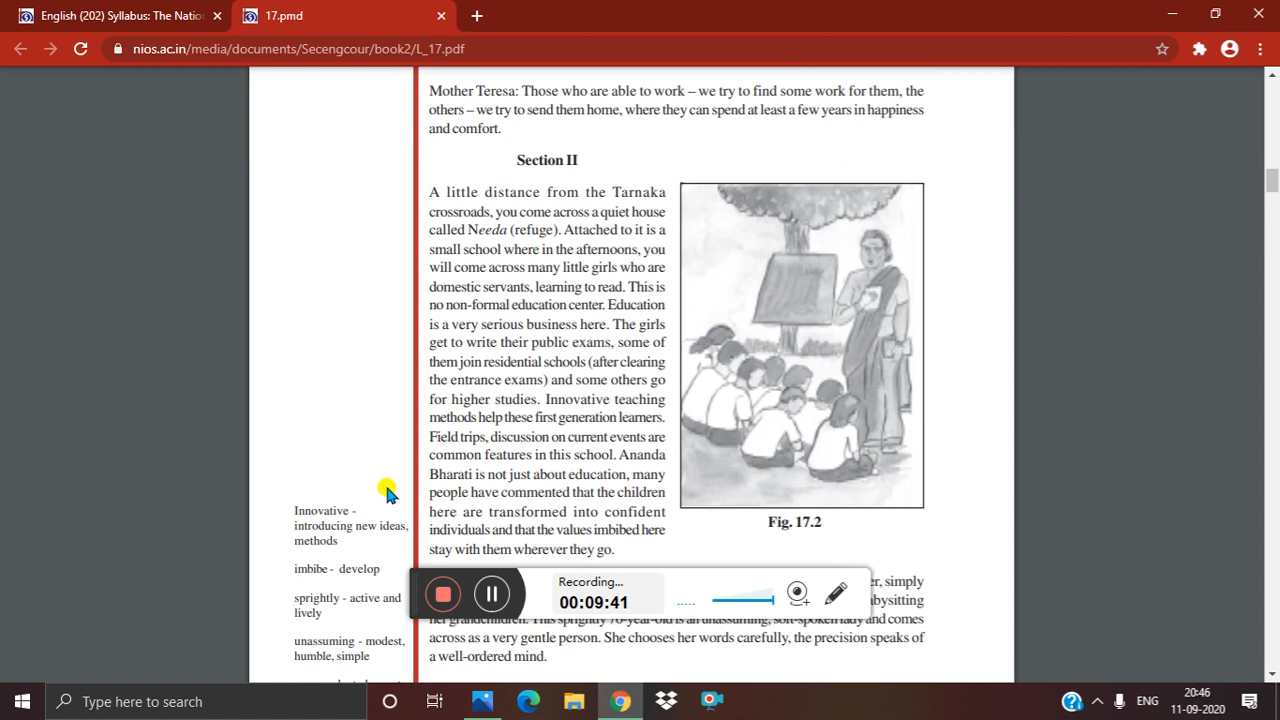 English (202) Syllabus: The Natio
17.pmd
nios.ac.in/media/documents/Secengcour/book2/L_17.pdf
Mother Teresa: Those who are able to work – we try to find some work for them, the
others – we try to send them home, where they can spend at least a few years in happiness
and comfort.
Section II
A little distance from the Tarnaka
crossroads, you come across a quiet house
called Needa (refuge). Attached to it is a
small school where in the afternoons, you
will come across many little girls who are
domestic servants, learning to read. This is
no non-formal education center. Education
is a very serious business here. The girls
get to write their public exams, some of
them join residential schools (after clearing
the entrance exams) and some others go
for higher studies. Innovative teaching
methods help these first generation learners.
Field trips, discussion on current events are
common features in this school. Ananda
Bharati is not just about education, many
people have commented that the children
here are transformed into confident
individuals and that the values imbibed here
stay with them wherever they go.
Fig. 17.2
Innovative -
introducing new ideas,
methods
imbibe - develop
sprightly - active and
lively
unassuming - modest,
humble, simple
er, simply
abysitting
her grandchildren. This sprightly 70-year-old is an unassuming, soft-spoken lady and comes
across as a very gentle person. She chooses her words carefully, the precision speaks of
a well-ordered mind.
Recording...
00:09:41
Type here to search
ENG
20:46
11-09-2020